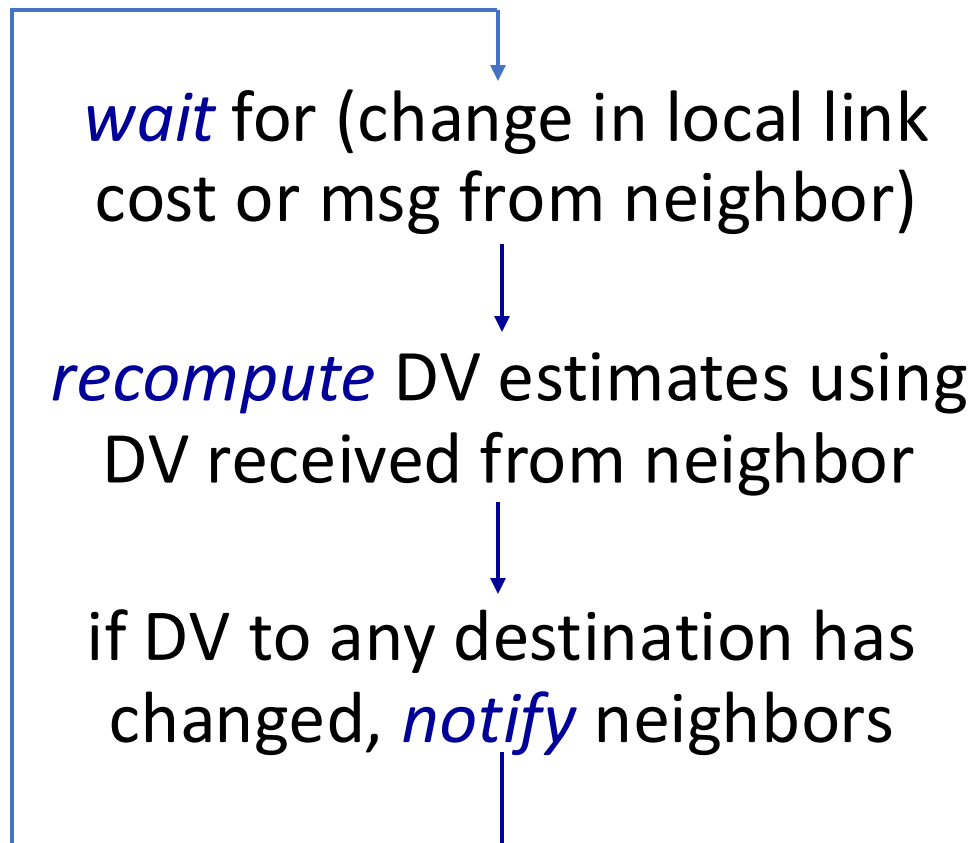 wait for (change in local link
cost or msg from neighbor)
recompute DV estimates using
DV received from neighbor
if DV to any destination has
changed, notify neighbors